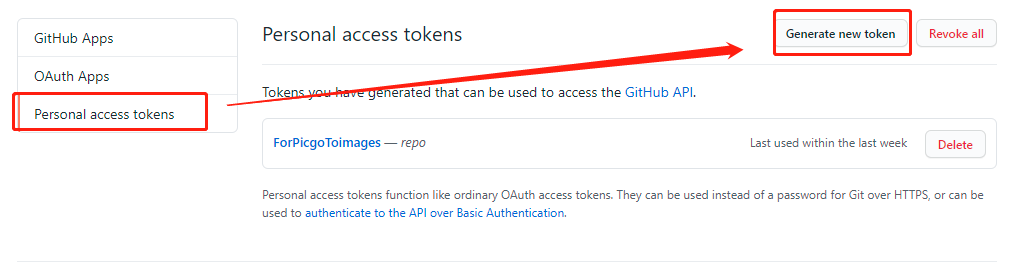 GitHub Apps
OAuth Apps
Personal access tokens
Personal access tokens
Generate new token
Revoke all
Tokens you have generated that can be used to access the GitHub API.
ForPicgoToimages — repo
Last used within the last week
Delete
Personal access tokens function like ordinary OAuth access tokens. They can be used instead of a password for Git over HTTPS, or can be
used to authenticate to the API over Basic Authentication.